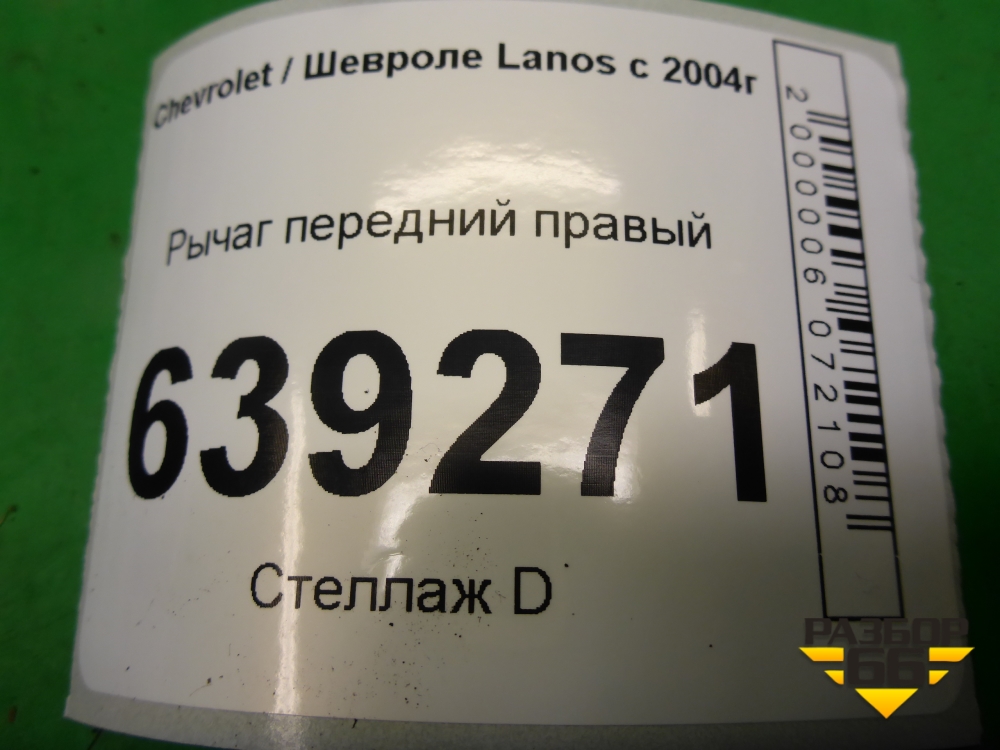 Chevrolet / Шевроле Lanos с 2004г
Рычаг передний правый
639271
Стеллаж D
2000006072108
РАЗБОР
66